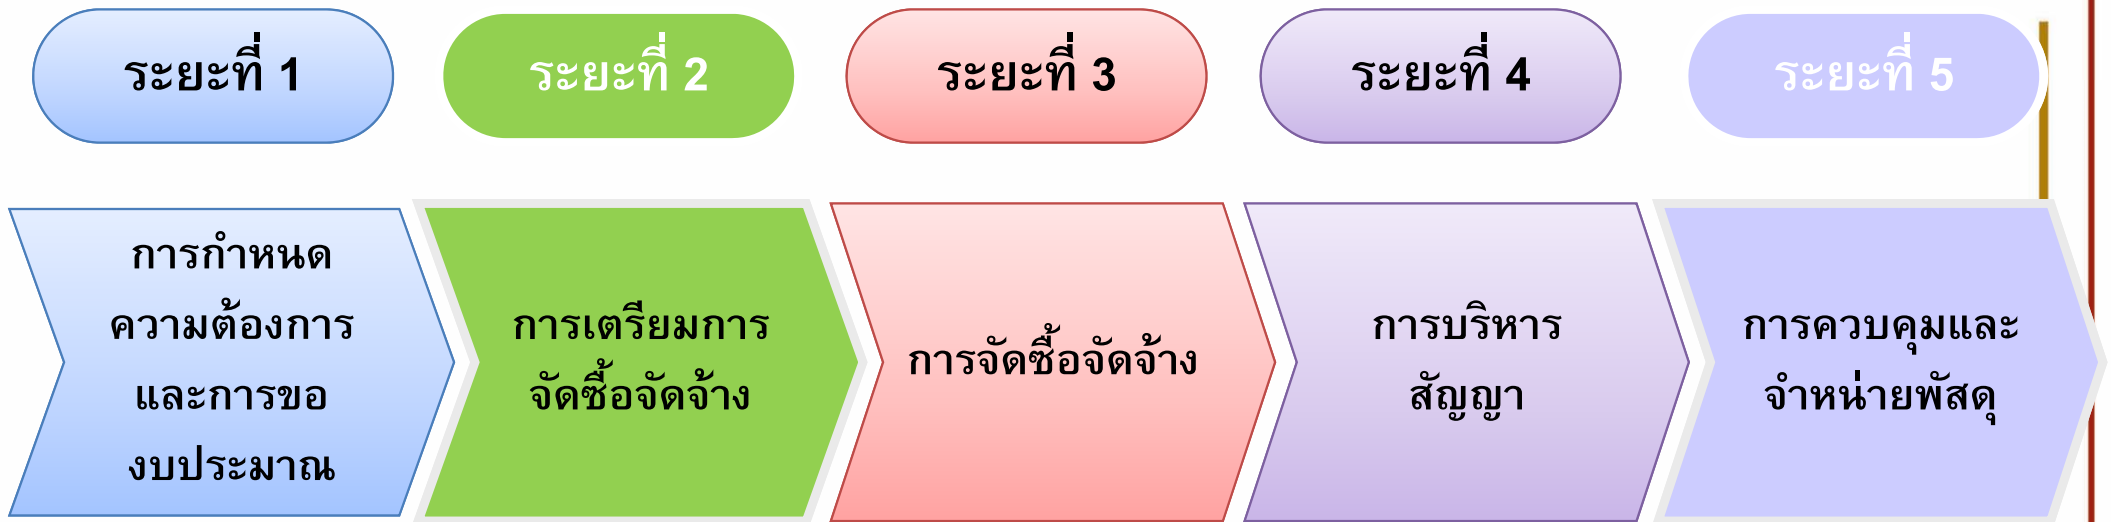 ระยะที่ 1
ระยะที่ 2
ระยะที่ 3
ระยะที่ 4
ระยะที่ 5
การกำหนด
ความต้องการ
และการขอ
งบประมาณ
การเตรียมการ
จัดซื้อจัดจ้าง
การจัดซื้อจัดจ้าง
การบริหาร
สัญญา
การควบคุมและ
จำหน่ายพัสดุ